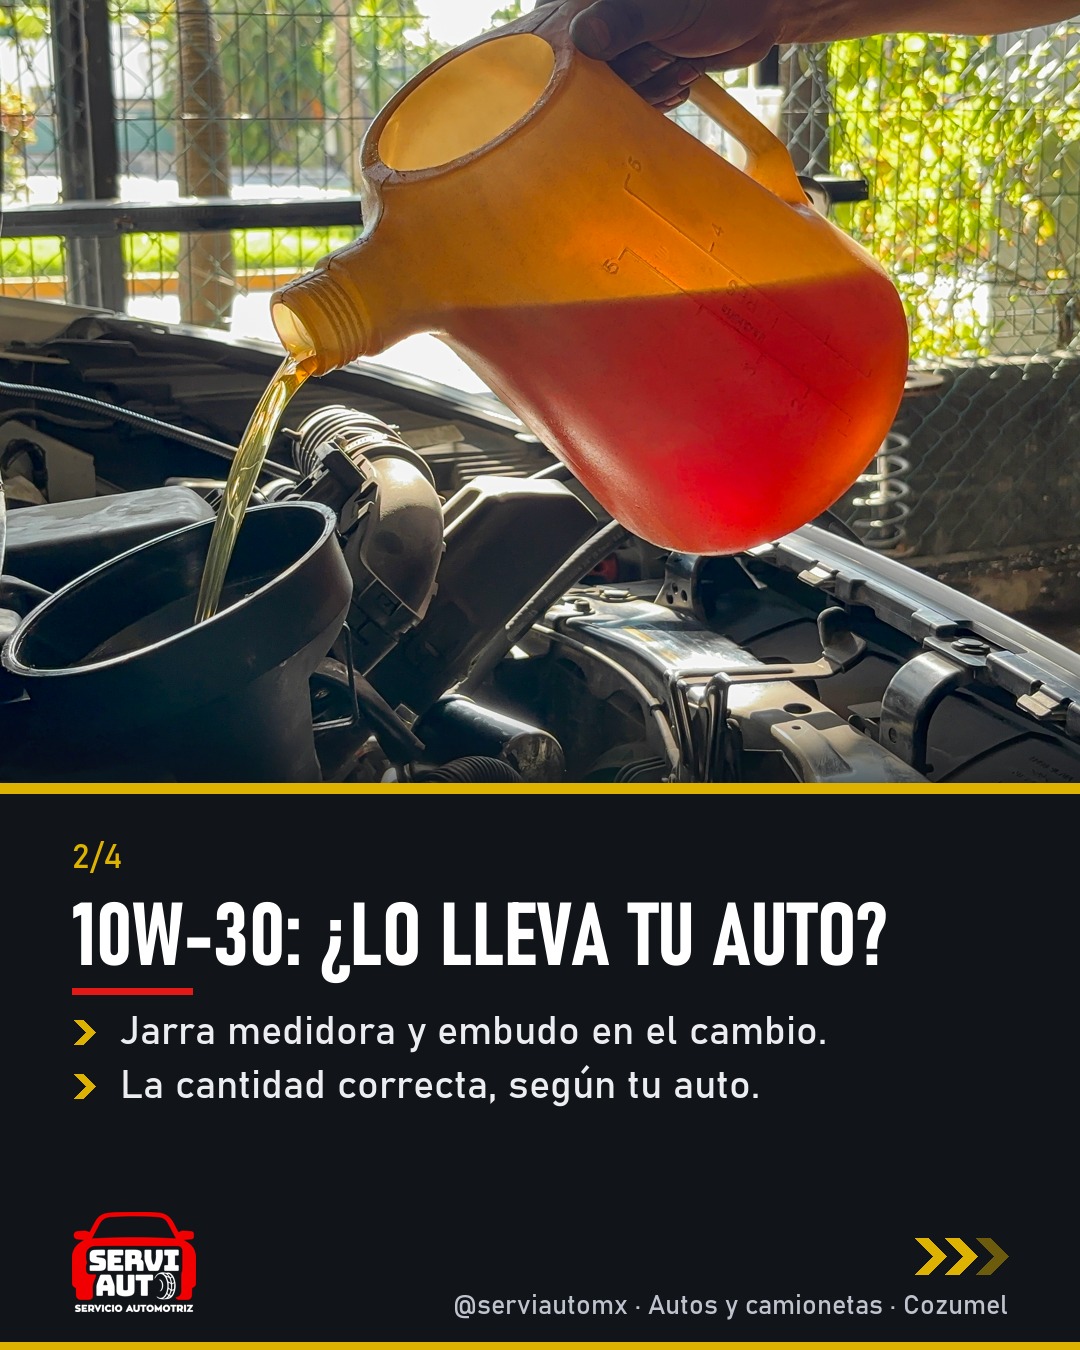 2/4
10W-30: ¿LO LLEVA TU AUTO?
Jarra medidora y embudo en el cambio.
La cantidad correcta, según tu auto.
SERVI
AUTO
SERVICIO AUTOMOTRIZ
@serviautomx · Autos y camionetas · Cozumel